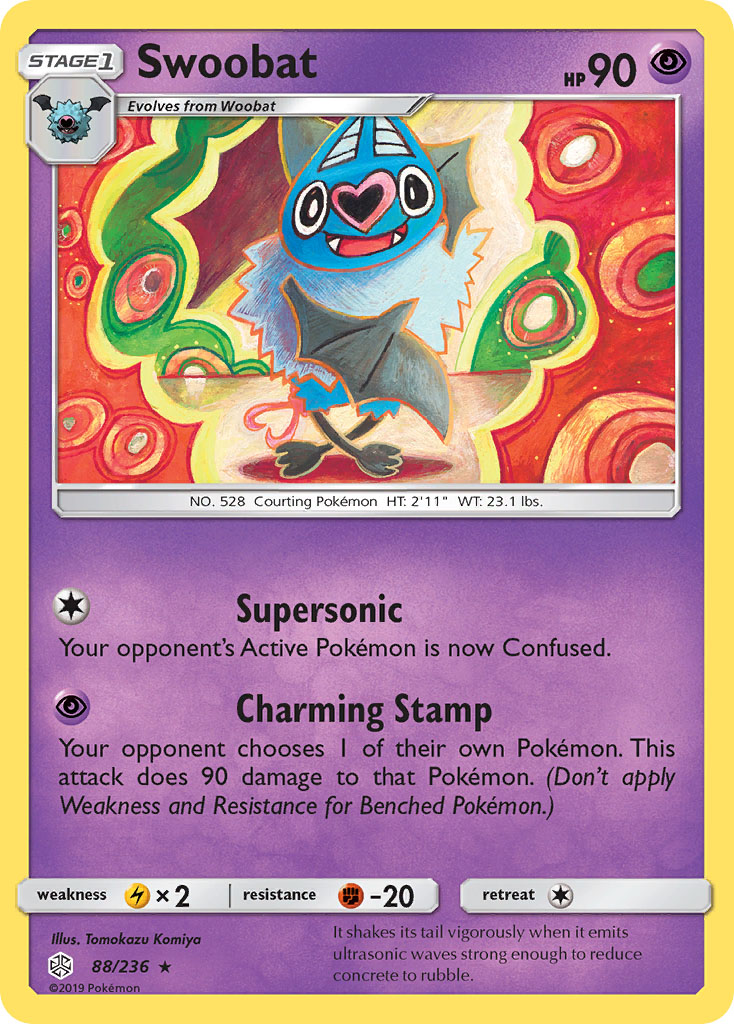 STAGE1
Swoobat
HP90
Evolves from Woobat
NO. 528 Courting Pokémon HT: 2'11" WT: 23.1 lbs.
Supersonic
Your opponent's Active Pokémon is now Confused.
Charming Stamp
Your opponent chooses 1 of their own Pokémon. This
attack does 90 damage to that Pokémon. (Don't apply
Weakness and Resistance for Benched Pokémon.)
weakness ×2 resistance -20 retreat
Illus. Tomokazu Komiya
88/236 ★
©2019 Pokémon
It shakes its tail vigorously when it emits
ultrasonic waves strong enough to reduce
concrete to rubble.